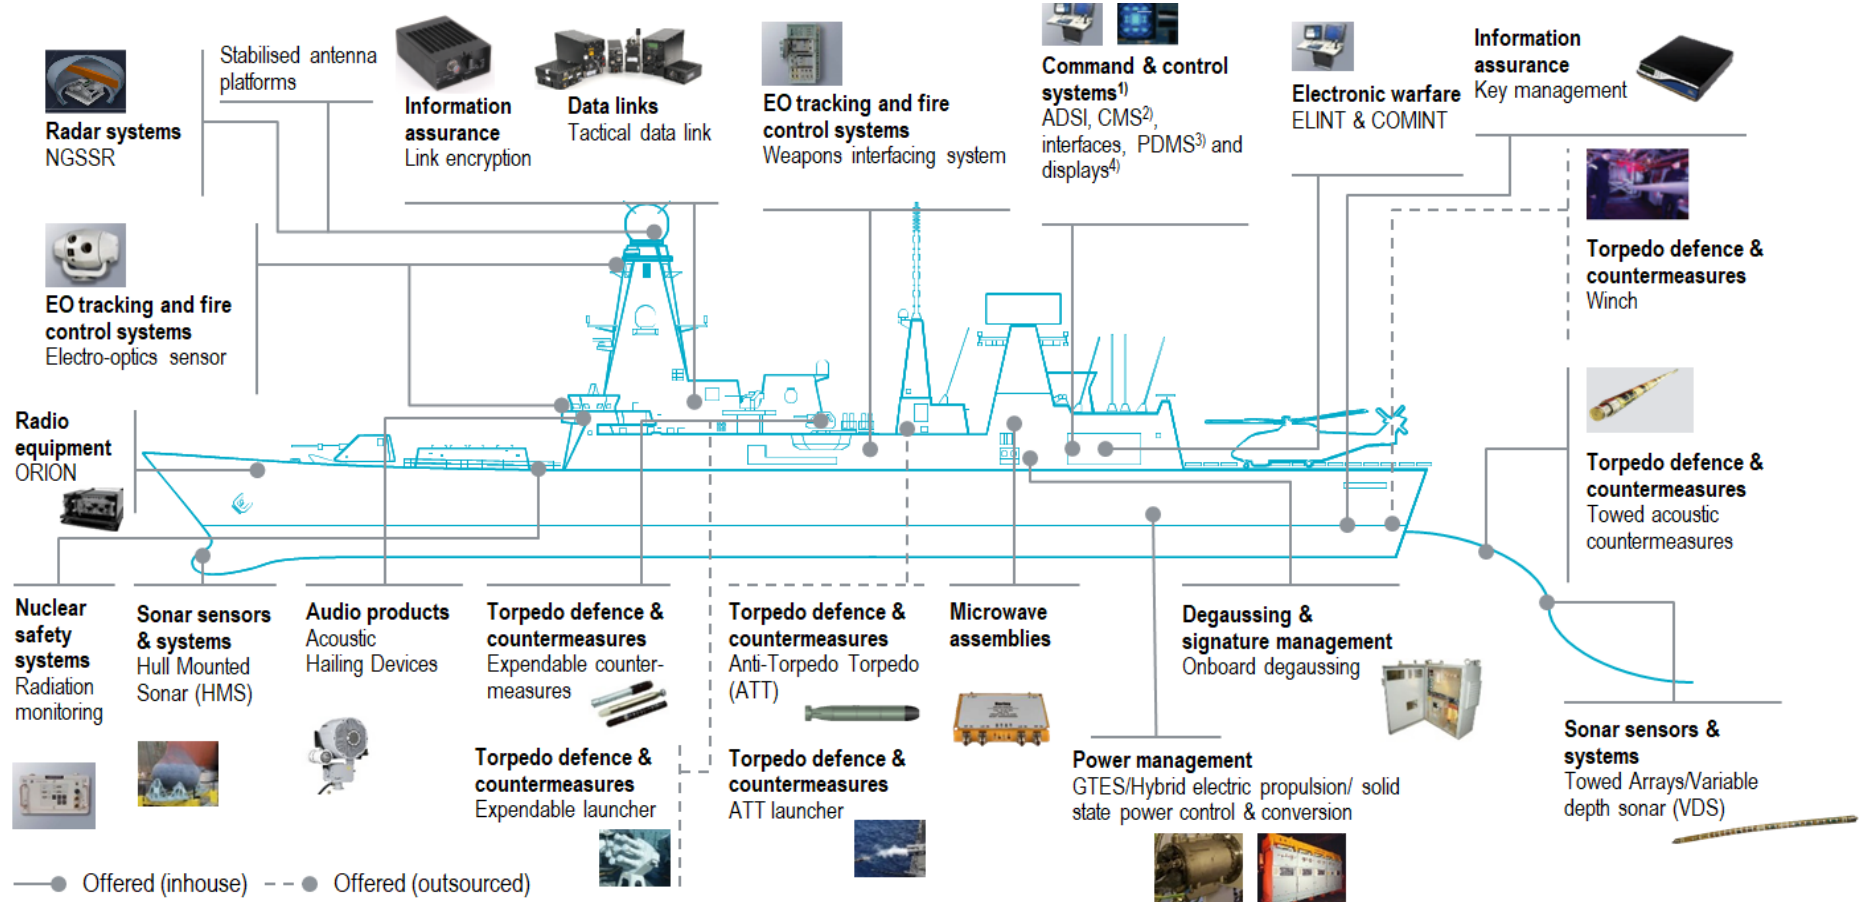 Radar systems
NGSSR
Stabilised antenna
platforms
Information
assurance
Link encryption
Data links
Tactical data link
EO tracking and fire
control systems
Weapons interfacing system
Command & control
systems1)
ADSI, CMS2),
interfaces, PDMS3) and
displays4)
Electronic warfare
ELINT & COMINT
Information
assurance
Key management
Torpedo defence &
countermeasures
Winch
EO tracking and fire
control systems
Electro-optics sensor
Radio
equipment
ORION
Torpedo defence &
countermeasures
Towed acoustic
countermeasures
Nuclear
safety
systems
Radiation
monitoring
Sonar sensors
& systems
Hull Mounted
Sonar (HMS)
Audio products
Acoustic
Hailing Devices
Torpedo defence &
countermeasures
Expendable counter-
measures
Torpedo defence &
countermeasures
Expendable launcher
Torpedo defence &
countermeasures
Anti-Torpedo Torpedo
(ATT)
Torpedo defence &
countermeasures
ATT launcher
Microwave
assemblies
Power management
GTES/Hybrid electric propulsion/ solid
state power control & conversion
Degaussing &
signature management
Onboard degaussing
Sonar sensors &
systems
Towed Arrays/Variable
depth sonar (VDS)
Offered (inhouse)
Offered (outsourced)